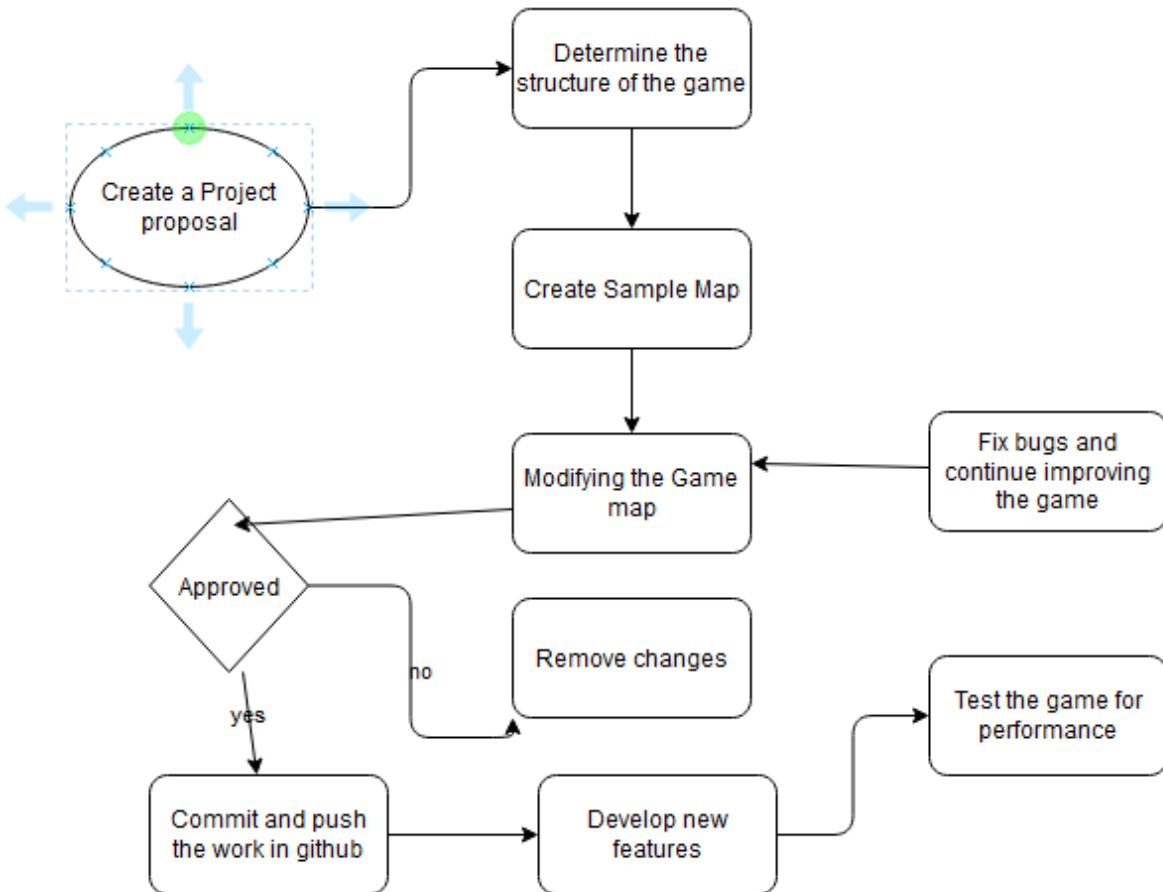 Determine the
structure of the game
Create a Project
proposal
Create Sample Map
Modifying the Game
map
Fix bugs and
continue improving
the game
Approved
Remove changes
no
yes
Test the game for
performance
Commit and push
the work in github
Develop new
features